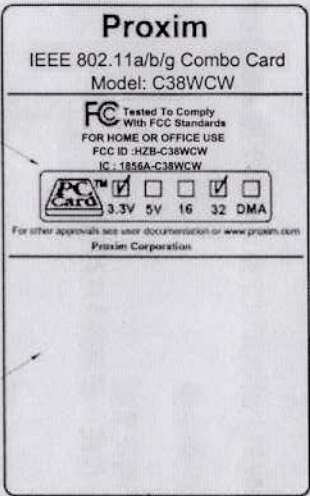 Proxim
IEEE 802.11a/b/g Combo Card
Model: C38WCW
FC Tested To Comply
With FCC Standards
FOR HOME OR OFFICE USE
FCC ID :HZB-C38WCW
IC : 1856A-C38WCW
PC Card™ 3.3V 5V 16 32 DMA
For other approvals see user documentation or www.proxim.com
Proxim Corporation